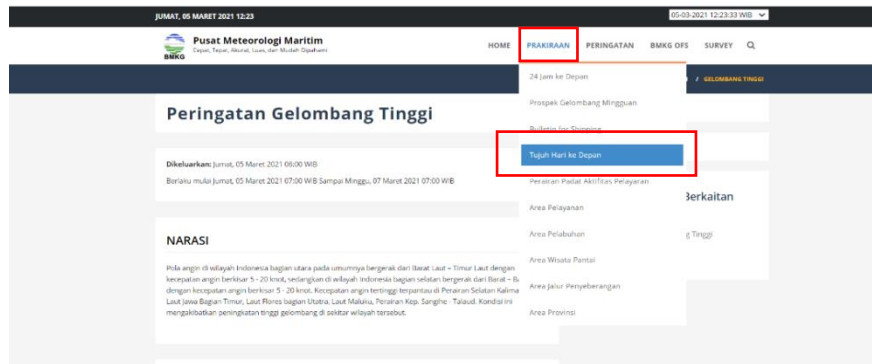 JUMAT, 05 MARET 2021 12:23
05-03-2021 12:23:33 WIB
BMKG
Pusat Meteorologi Maritim
Cepat, Tepat, Akurat, Luas, dan Mudah Dipahami
HOME PRAKIRAAN PERINGATAN BMKG OFS SURVEY
/ GELOMBANG TINGGI
24 Jam ke Depan
Prospek Gelombang Mingguan
Bulletin for Shipping
Tujuh Hari ke Depan
Perairan Padat Aktifitas Pelayaran
Area Pelayanan
Area Pelabuhan
Area Wisata Pantai
Area Jalur Penyeberangan
Area Provinsi
Peringatan Gelombang Tinggi
Dikeluarkan: Jumat, 05 Maret 2021 06:00 WIB
Berlaku mulai Jumat, 05 Maret 2021 07:00 WIB Sampai Minggu, 07 Maret 2021 07:00 WIB
Berkaitan
g Tinggi
NARASI
Pola angin di wilayah Indonesia bagian utara pada umumnya bergerak dari Barat Laut – Timur Laut dengan
kecepatan angin berkisar 5 - 20 knot, sedangkan di wilayah Indonesia bagian selatan bergerak dari Barat – B
dengan kecepatan angin berkisar 5 - 20 knot. Kecepatan angin tertinggi terpantau di Perairan Selatan Kalima
Laut Jawa Bagian Timur, Laut Flores bagian Utatra, Laut Maluku, Perairan Kep. Sangihe - Talaud. Kondisi ini
mengakibatkan peningkatan tinggi gelombang di sekitar wilayah tersebut.